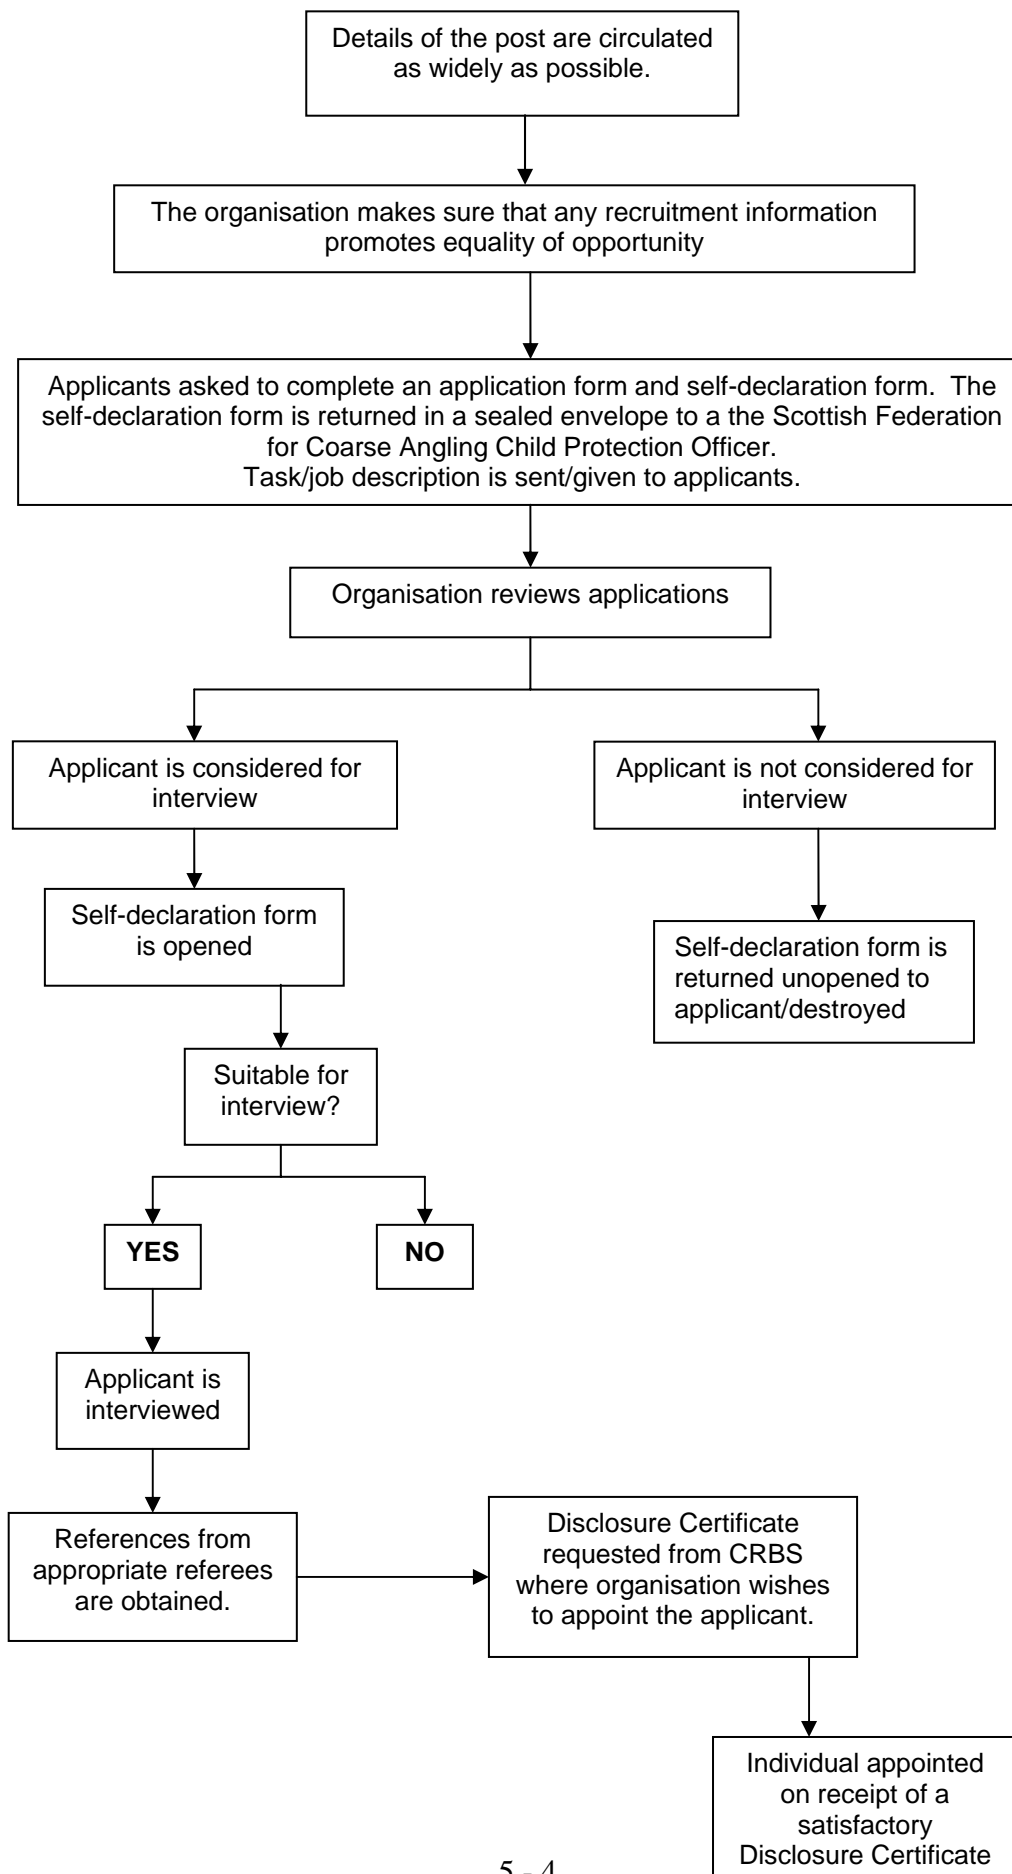 Details of the post are circulated
as widely as possible.
The organisation makes sure that any recruitment information
promotes equality of opportunity
Applicants asked to complete an application form and self-declaration form.  The
self-declaration form is returned in a sealed envelope to a the Scottish Federation
for Coarse Angling Child Protection Officer.
Task/job description is sent/given to applicants.
Organisation reviews applications
Applicant is considered for
interview
Applicant is not considered for
interview
Self-declaration form
is opened
Self-declaration form is
returned unopened to
applicant/destroyed
Suitable for
interview?
YES
NO
Applicant is
interviewed
References from
appropriate referees
are obtained.
Disclosure Certificate
requested from CRBS
where organisation wishes
to appoint the applicant.
Individual appointed
on receipt of a
satisfactory
Disclosure Certificate
5 - 4